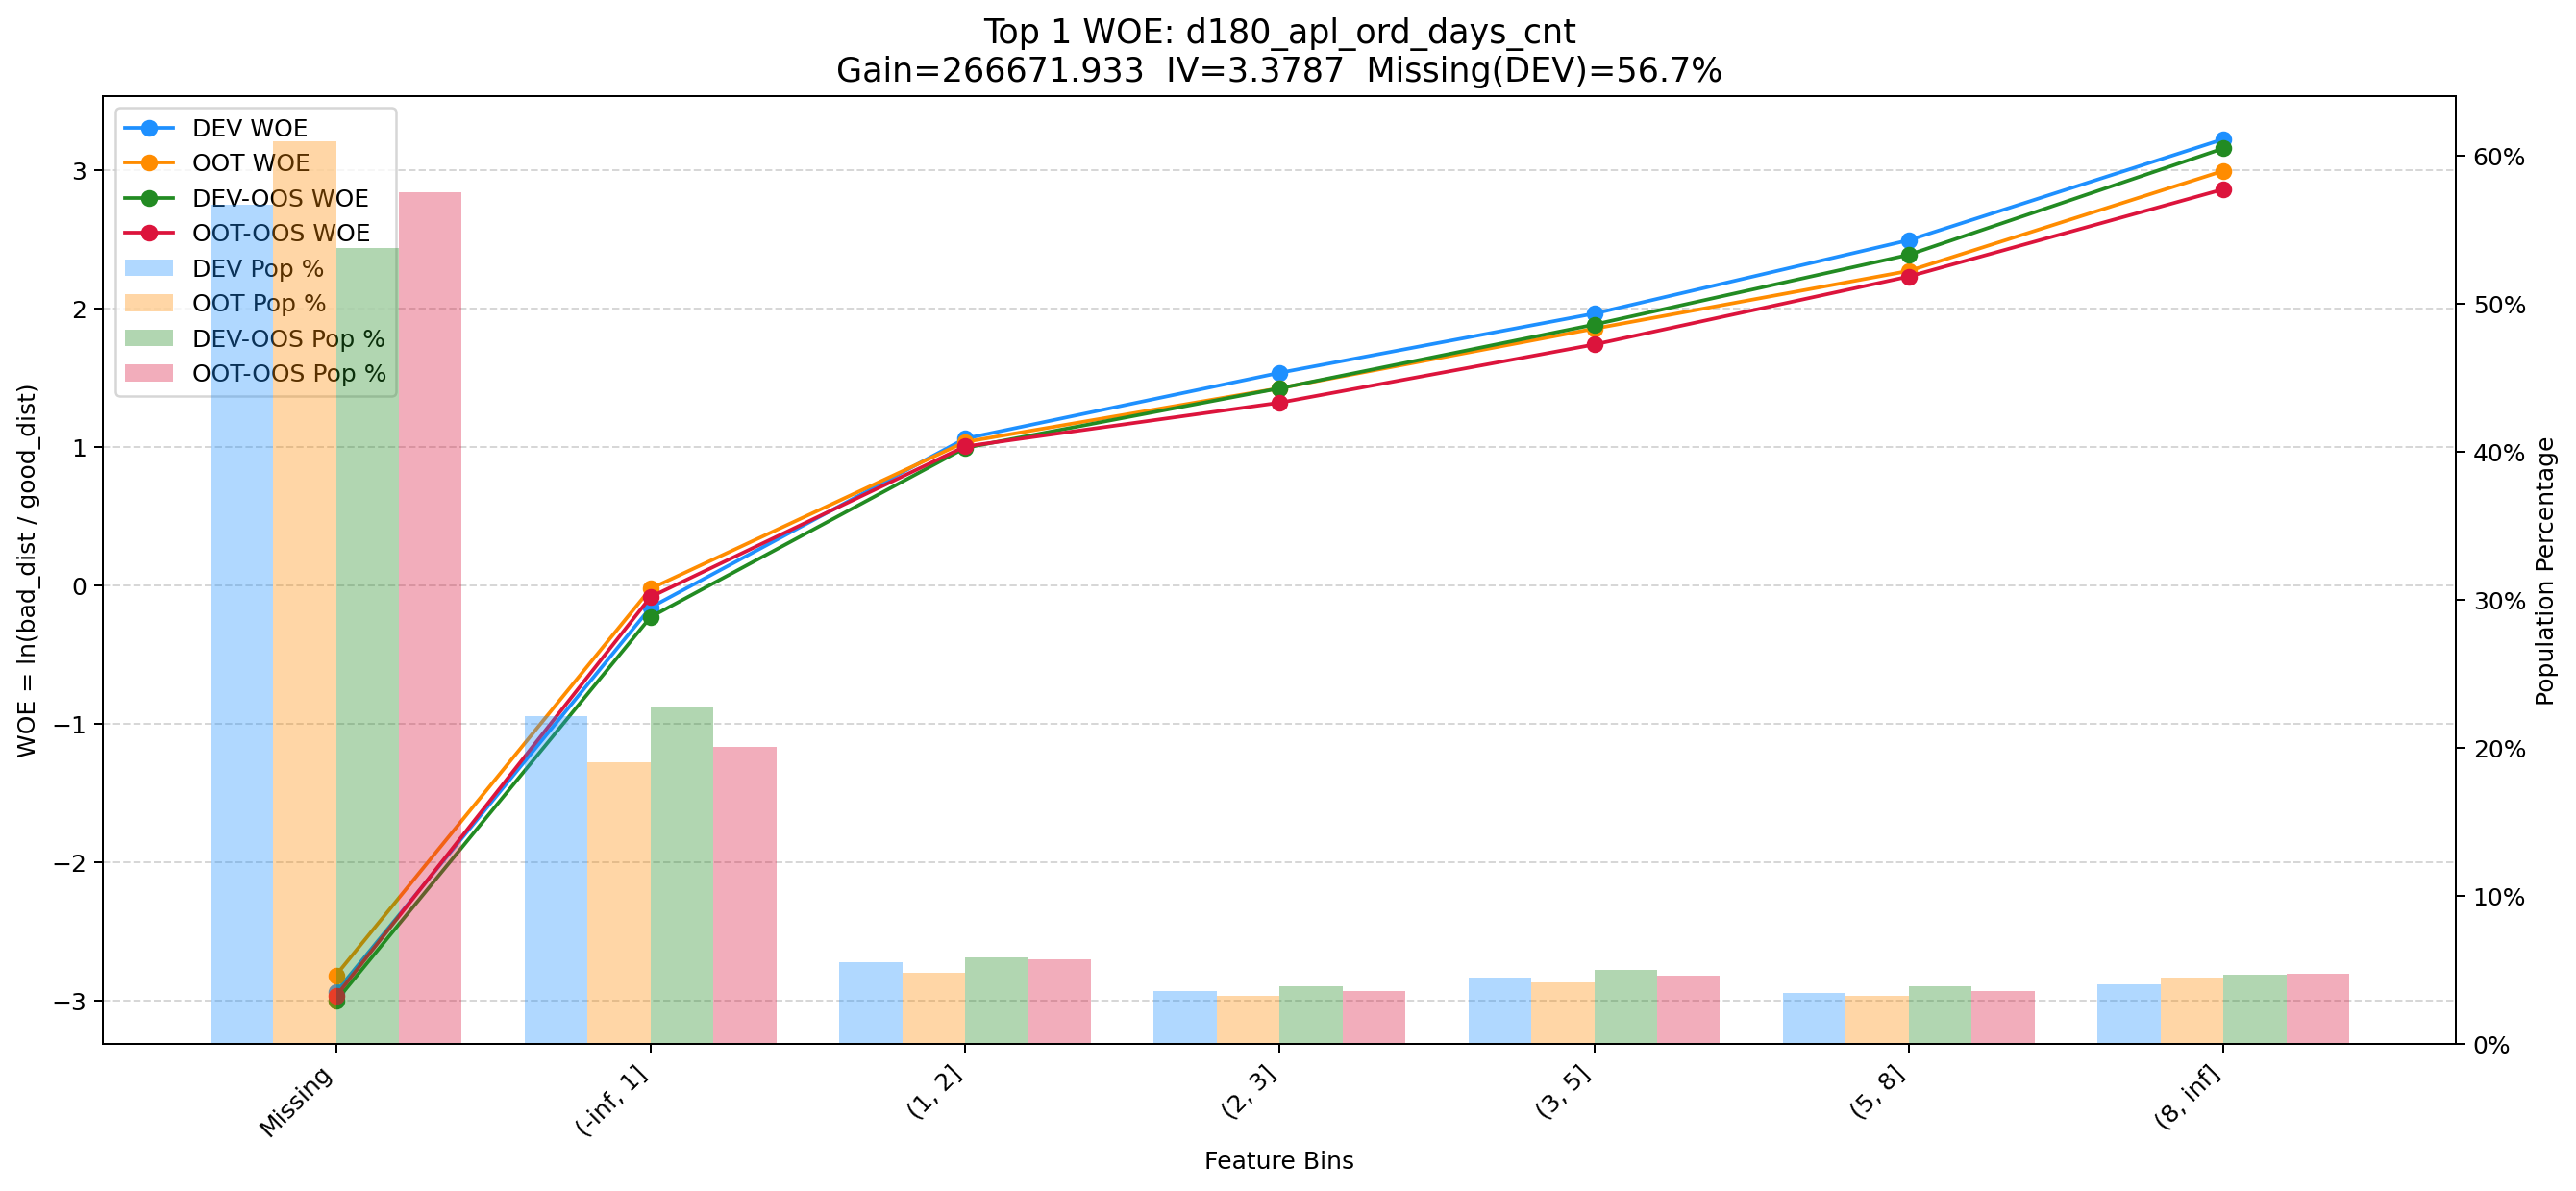 Top 1 WOE: d180_apl_ord_days_cnt
Gain=266671.933  IV=3.3787  Missing(DEV)=56.7%
DEV WOE
OOT WOE
DEV-OOS WOE
OOT-OOS WOE
DEV Pop %
OOT Pop %
DEV-OOS Pop %
OOT-OOS Pop %
WOE = ln(bad_dist / good_dist)
3
2
1
0
−1
−2
−3
60%
50%
40%
30%
20%
10%
0%
Population Percentage
Missing
(-inf, 1]
(1, 2]
(2, 3]
(3, 5]
(5, 8]
(8, inf]
Feature Bins